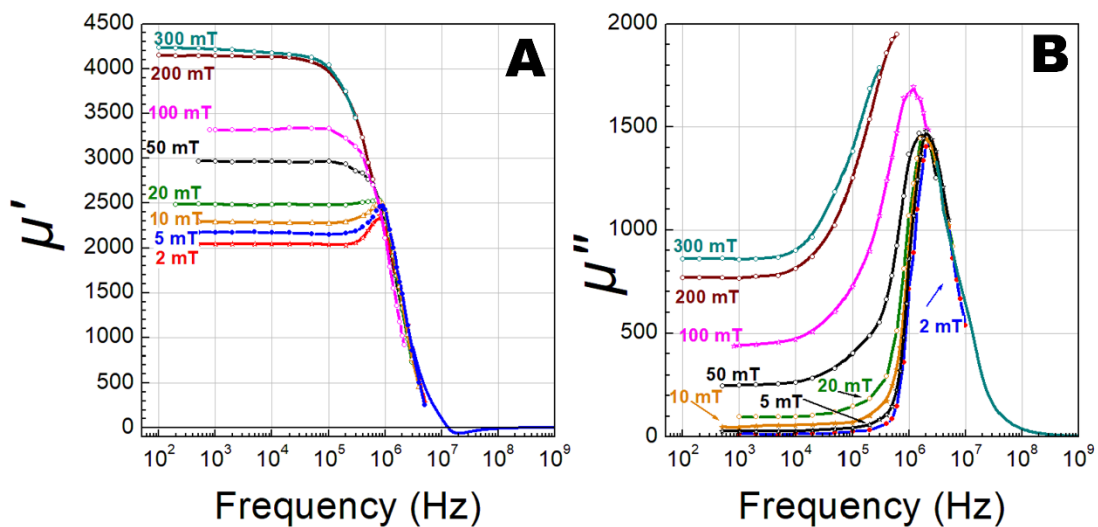 4500
4000
3500
3000
2500
2000
1500
1000
500
0
μ'
300 mT
200 mT
100 mT
50 mT
20 mT
10 mT
5 mT
2 mT
A
10² 10³ 10⁴ 10⁵ 10⁶ 10⁷ 10⁸ 10⁹
Frequency (Hz)
2000
1500
1000
500
0
μ"
300 mT
200 mT
100 mT
50 mT
20 mT
10 mT
5 mT
2 mT
B
10² 10³ 10⁴ 10⁵ 10⁶ 10⁷ 10⁸ 10⁹
Frequency (Hz)